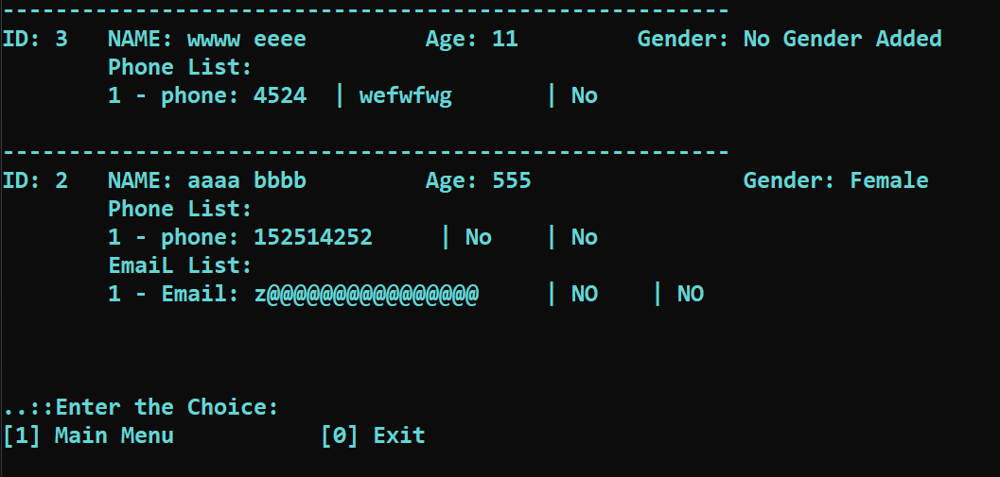 -------------------------------------------------------
ID: 3   NAME: wwww eeee         Age: 11         Gender: No Gender Added
        Phone List:
        1 - phone: 4524  | wefwfwg       | No
-------------------------------------------------------
ID: 2   NAME: aaaa bbbb         Age: 555                Gender: Female
        Phone List:
        1 - phone: 152514252     | No    | No
        EmaiL List:
        1 - Email: z@@@@@@@@@@@@@@@@     | NO    | NO
..::Enter the Choice:
[1] Main Menu           [0] Exit